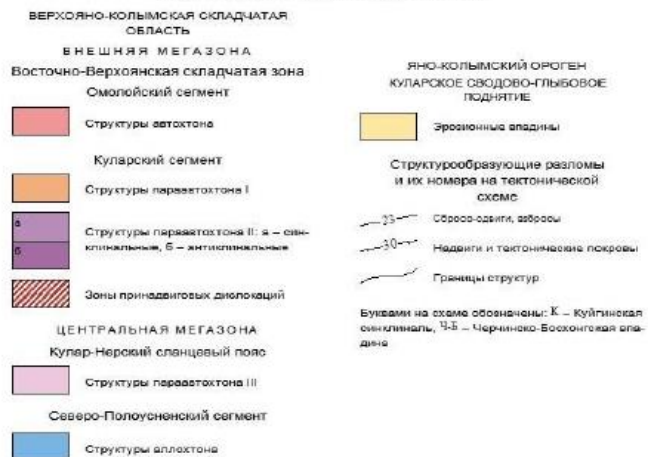 ВЕРХОЯНО-КОЛЫМСКАЯ СКЛАДЧАТАЯ
ОБЛАСТЬ
ВНЕШНЯЯ МЕГАЗОНА
Восточно-Верхоянская складчатая зона
Омолойский сегмент
Структуры автохтона
Куларский сегмент
Структуры параавтохтона I
а
б
Структуры параавтохтона II: а – син-
клинальные, б – антиклинальные
Зоны принадвиговых дислокаций
ЦЕНТРАЛЬНАЯ МЕГАЗОНА
Кулар-Нерский сланцевый пояс
Структуры параавтохтона III
Северо-Полоусненский сегмент
Структуры аллохтона
ЯНО-КОЛЫМСКИЙ ОРОГЕН
КУЛАРСКОЕ СВОДОВО-ГЛЫБОВОЕ
ПОДНЯТИЕ
Эрозионные впадины
Структурообразующие разломы
и их номера на тектонической
схеме
23
Сбросо-сдвиги, взбросы
30
Надвиги и тектонические покровы
Границы структур
Буквами на схеме обозначены: К – Куйгинская
синклиналь, Ч-Б – Черчинско-Босхонгская впа-
дина